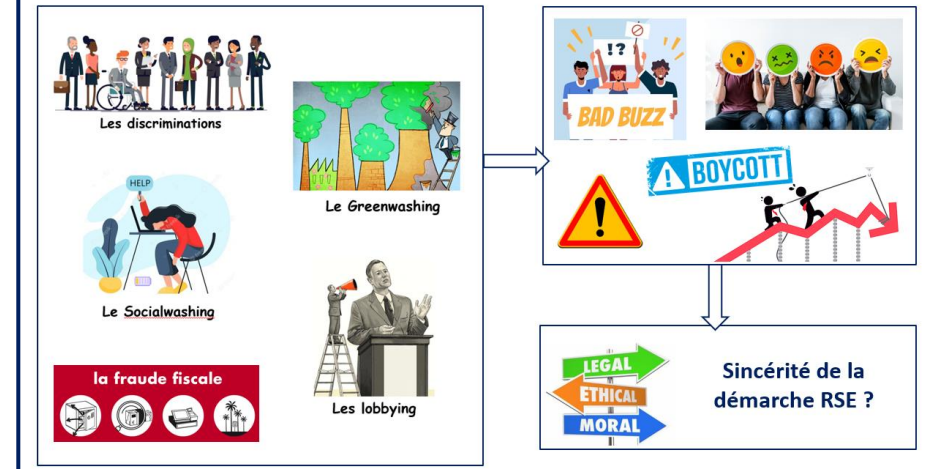 Les discriminations
Le Greenwashing
HELP
Le Socialwashing
la fraude fiscale
Les lobbying
!?
BAD BUZZ
BOYCOTT
LEGAL
ETHICAL
MORAL
Sincérité de la
démarche RSE ?